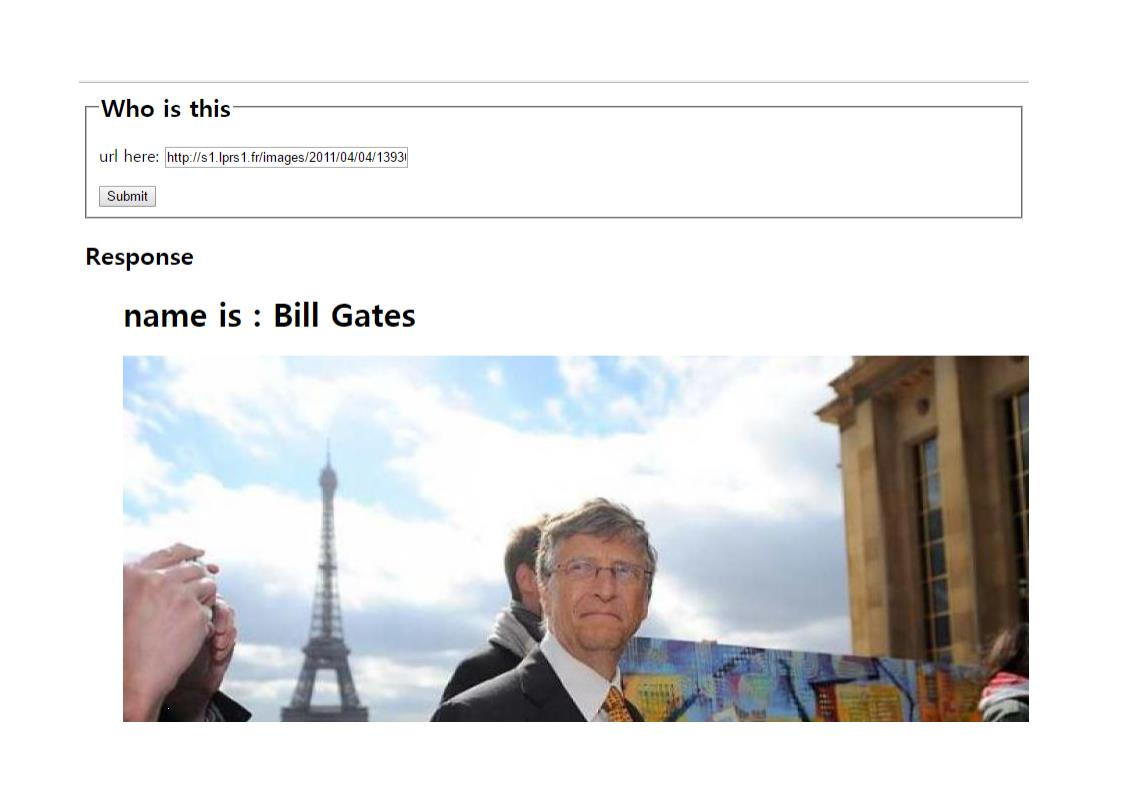 Who is this
url here: http://s1.lprs1.fr/images/2011/04/04/1393
Submit
Response
name is : Bill Gates